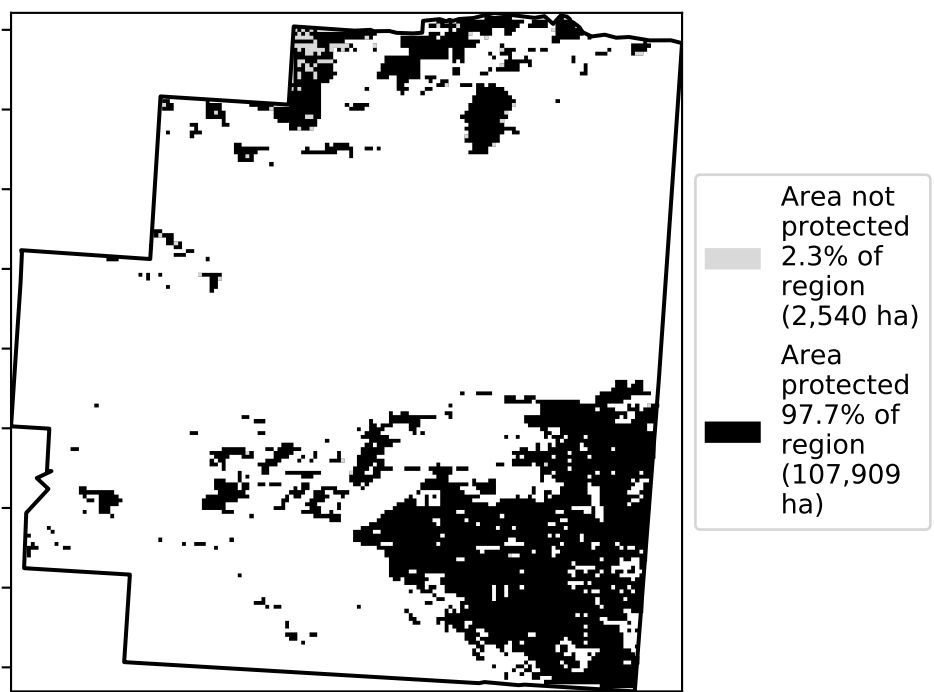 Area not
protected
2.3% of
region
(2,540 ha)
Area
protected
97.7% of
region
(107,909
ha)